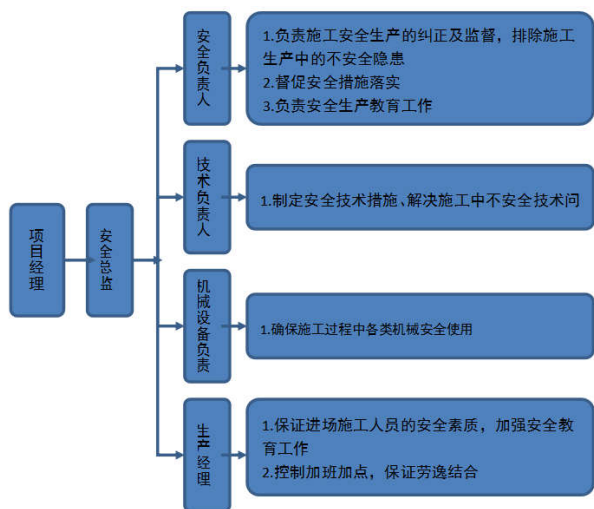 项目经理
安全总监
安全负责人
1.负责施工安全生产的纠正及监督，排除施工
生产中的不安全隐患
2.督促安全措施落实
3.负责安全生产教育工作
技术负责人
1.制定安全技术措施、解决施工中不安全技术问
机械设备负责
1.确保施工过程中各类机械安全使用
生产经理
1.保证进场施工人员的安全素质，加强安全教
育工作
2.控制加班加点，保证劳逸结合